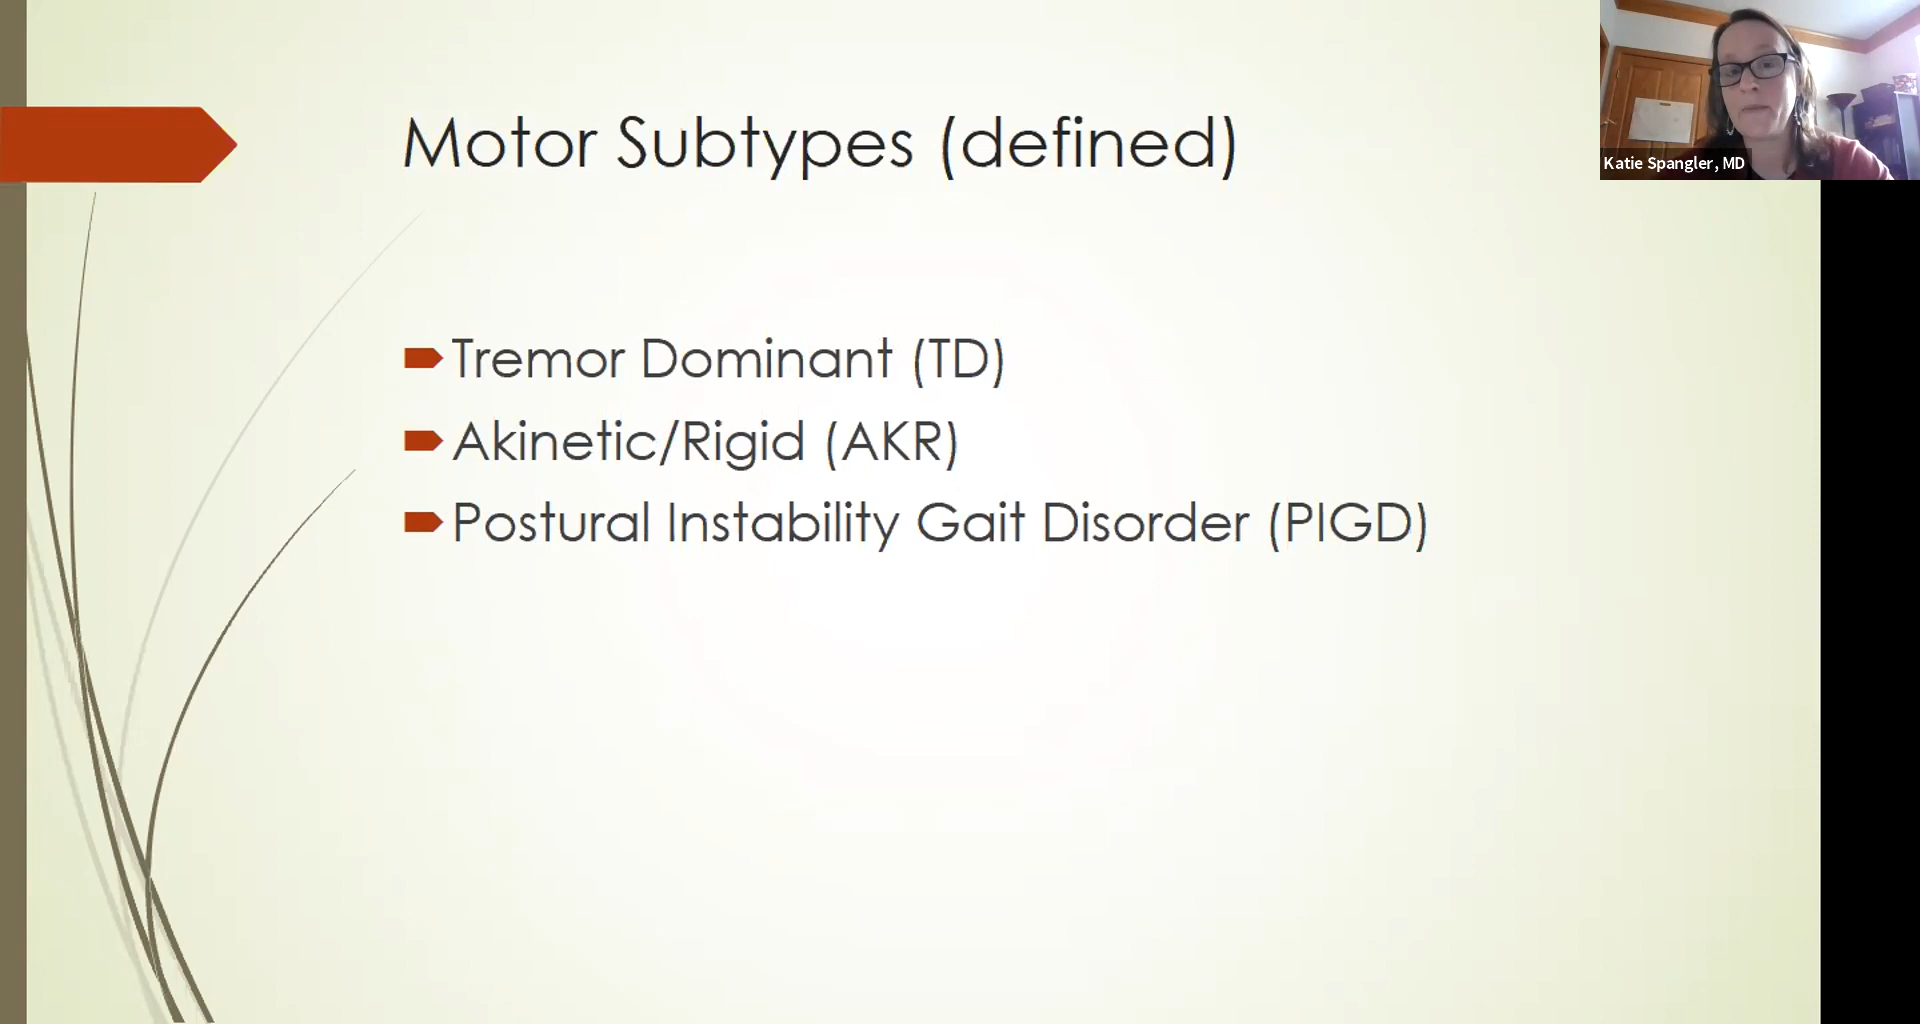 Motor Subtypes (defined)
Katie Spangler, MD
Tremor Dominant (TD)
Akinetic/Rigid (AKR)
Postural Instability Gait Disorder (PIGD)